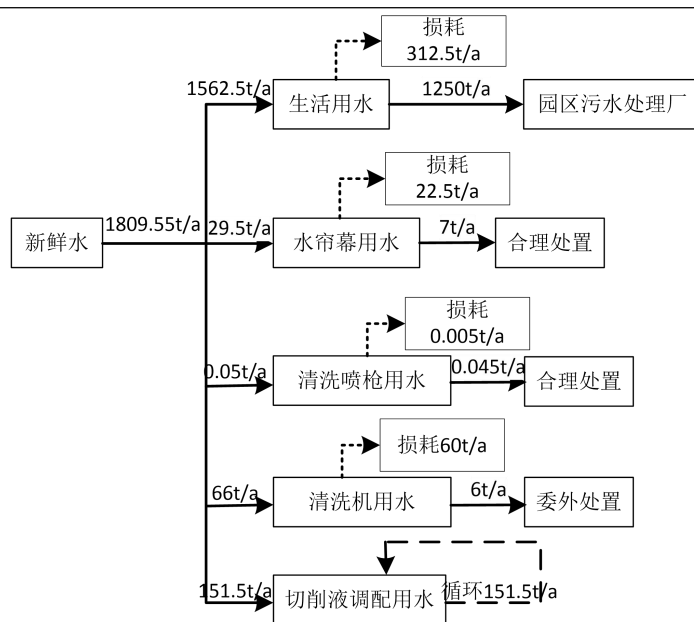 损耗
312.5t/a
1562.5t/a
生活用水
1250t/a
园区污水处理厂
损耗
22.5t/a
新鲜水
1809.55t/a
29.5t/a
水帘幕用水
7t/a
合理处置
损耗
0.005t/a
0.05t/a
清洗喷枪用水
0.045t/a
合理处置
损耗60t/a
66t/a
清洗机用水
6t/a
委外处置
151.5t/a
切削液调配用水
循环151.5t/a